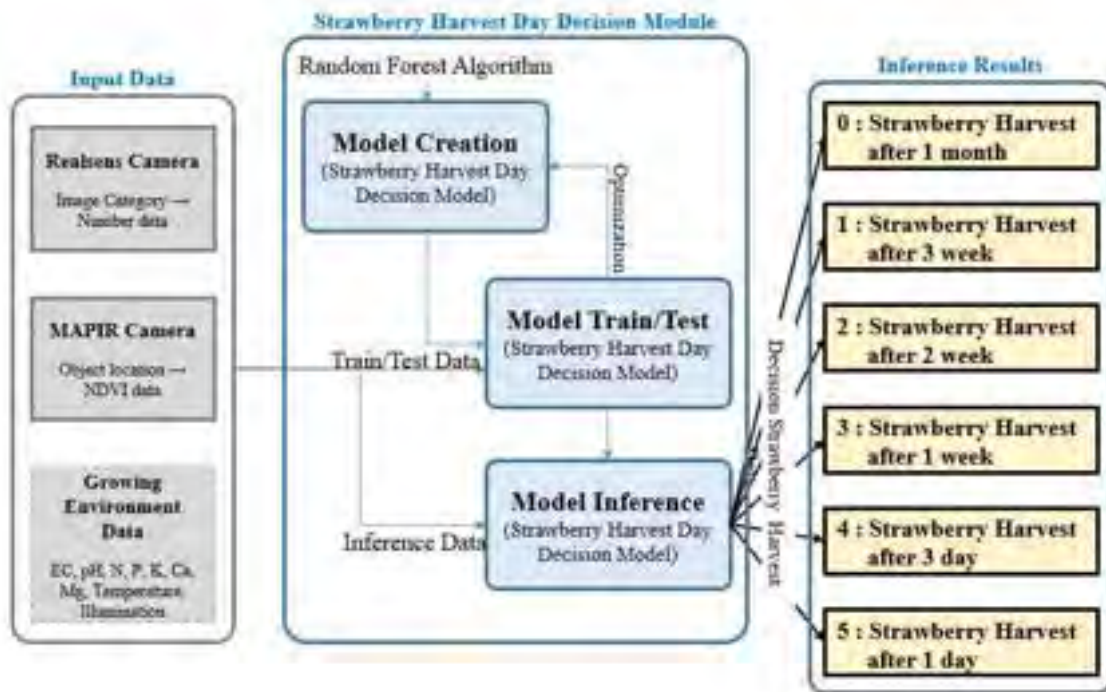 Strawberry Harvest Day Decision Module
Input Data
Realsens Camera
Image Category →
Number data
MAPIR Camera
Object location →
NDVI data
Growing
Environment
Data
EC, pH, N, P, K, Ca,
Mg, Temperature,
Illumination
Random Forest Algorithm
Model Creation
(Strawberry Harvest Day
Decision Model)
Optimization
Model Train/Test
(Strawberry Harvest Day
Decision Model)
Train/Test Data
Model Inference
(Strawberry Harvest Day
Decision Model)
Inference Data
Decision Strawberry Harvest
Inference Results
0 : Strawberry Harvest
after 1 month
1 : Strawberry Harvest
after 3 week
2 : Strawberry Harvest
after 2 week
3 : Strawberry Harvest
after 1 week
4 : Strawberry Harvest
after 3 day
5 : Strawberry Harvest
after 1 day